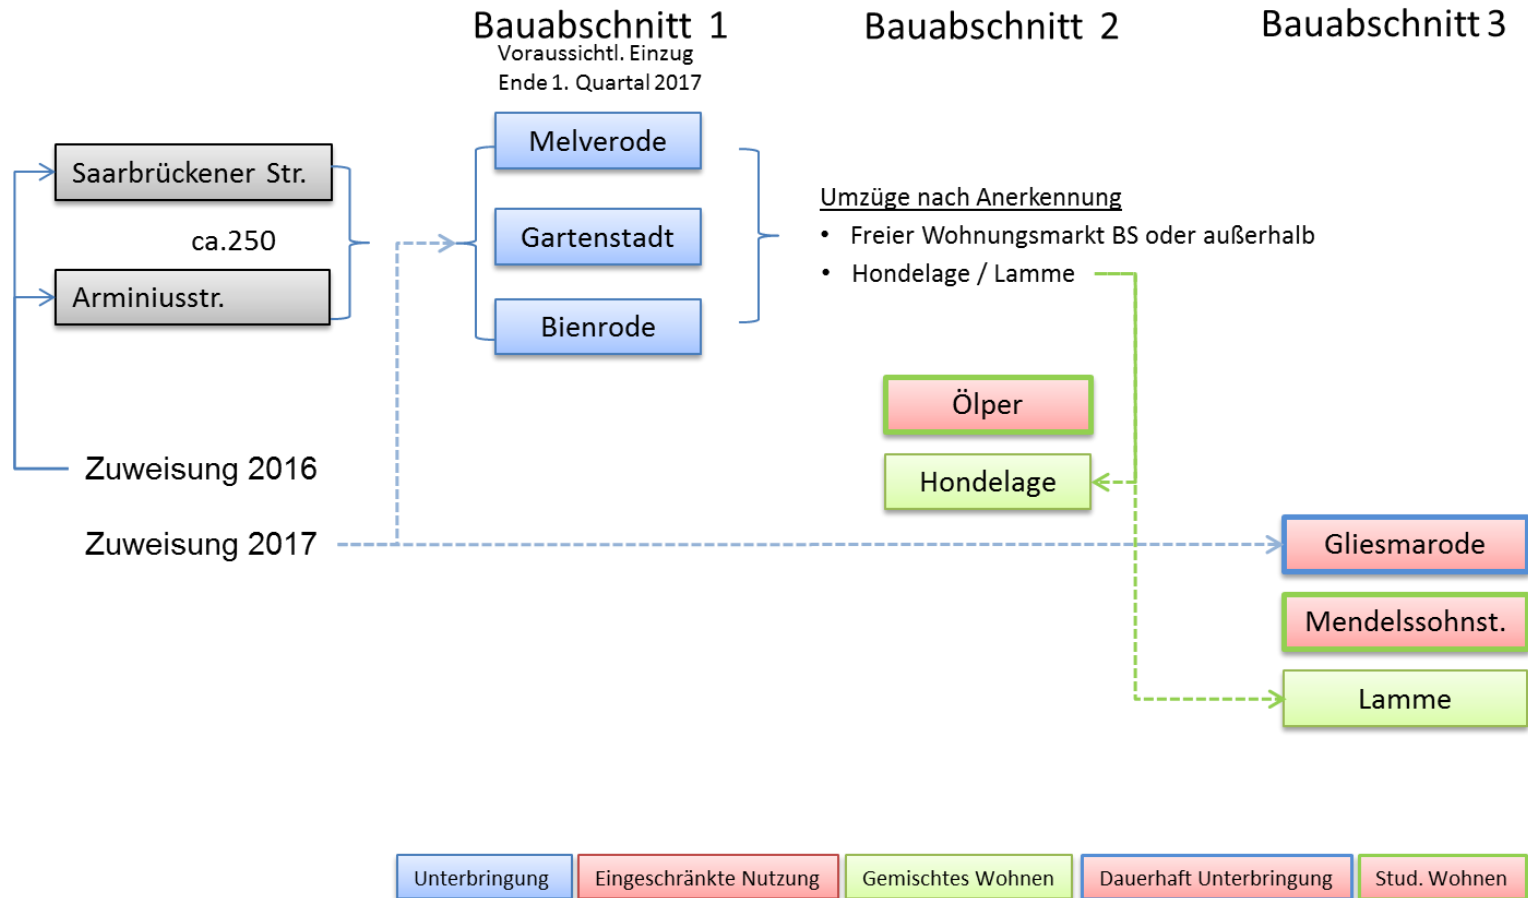 Bauabschnitt 1
Voraussichtl. Einzug
Ende 1. Quartal 2017
Bauabschnitt 2
Bauabschnitt 3
Saarbrückener Str.
ca.250
Arminiusstr.
Melverode
Gartenstadt
Bienrode
Umzüge nach Anerkennung
• Freier Wohnungsmarkt BS oder außerhalb
• Hondelage / Lamme
Ölper
Hondelage
Zuweisung 2016
Zuweisung 2017
Gliesmarode
Mendelssohnst.
Lamme
Unterbringung
Eingeschränkte Nutzung
Gemischtes Wohnen
Dauerhaft Unterbringung
Stud. Wohnen